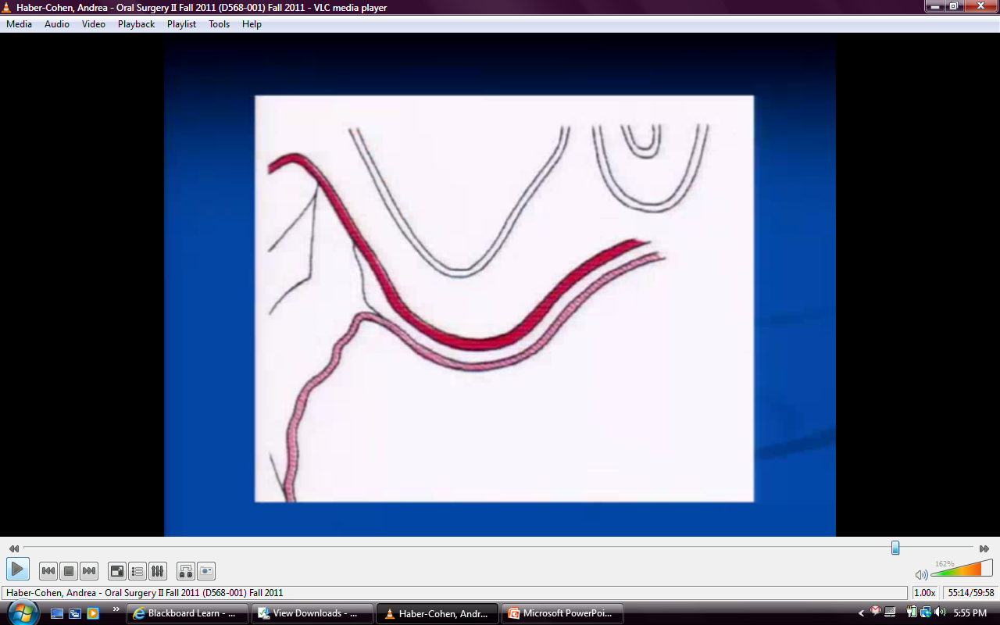 Haber-Cohen, Andrea - Oral Surgery II Fall 2011 (D568-001) Fall 2011 - VLC media player
Media Audio Video Playback Playlist Tools Help
162%
Haber-Cohen, Andrea - Oral Surgery II Fall 2011 (D568-001) Fall 2011 1.00x 55:14/59:58
Blackboard Learn - ... View Downloads - ... Haber-Cohen, Andr... Microsoft PowerPoi... 5:55 PM